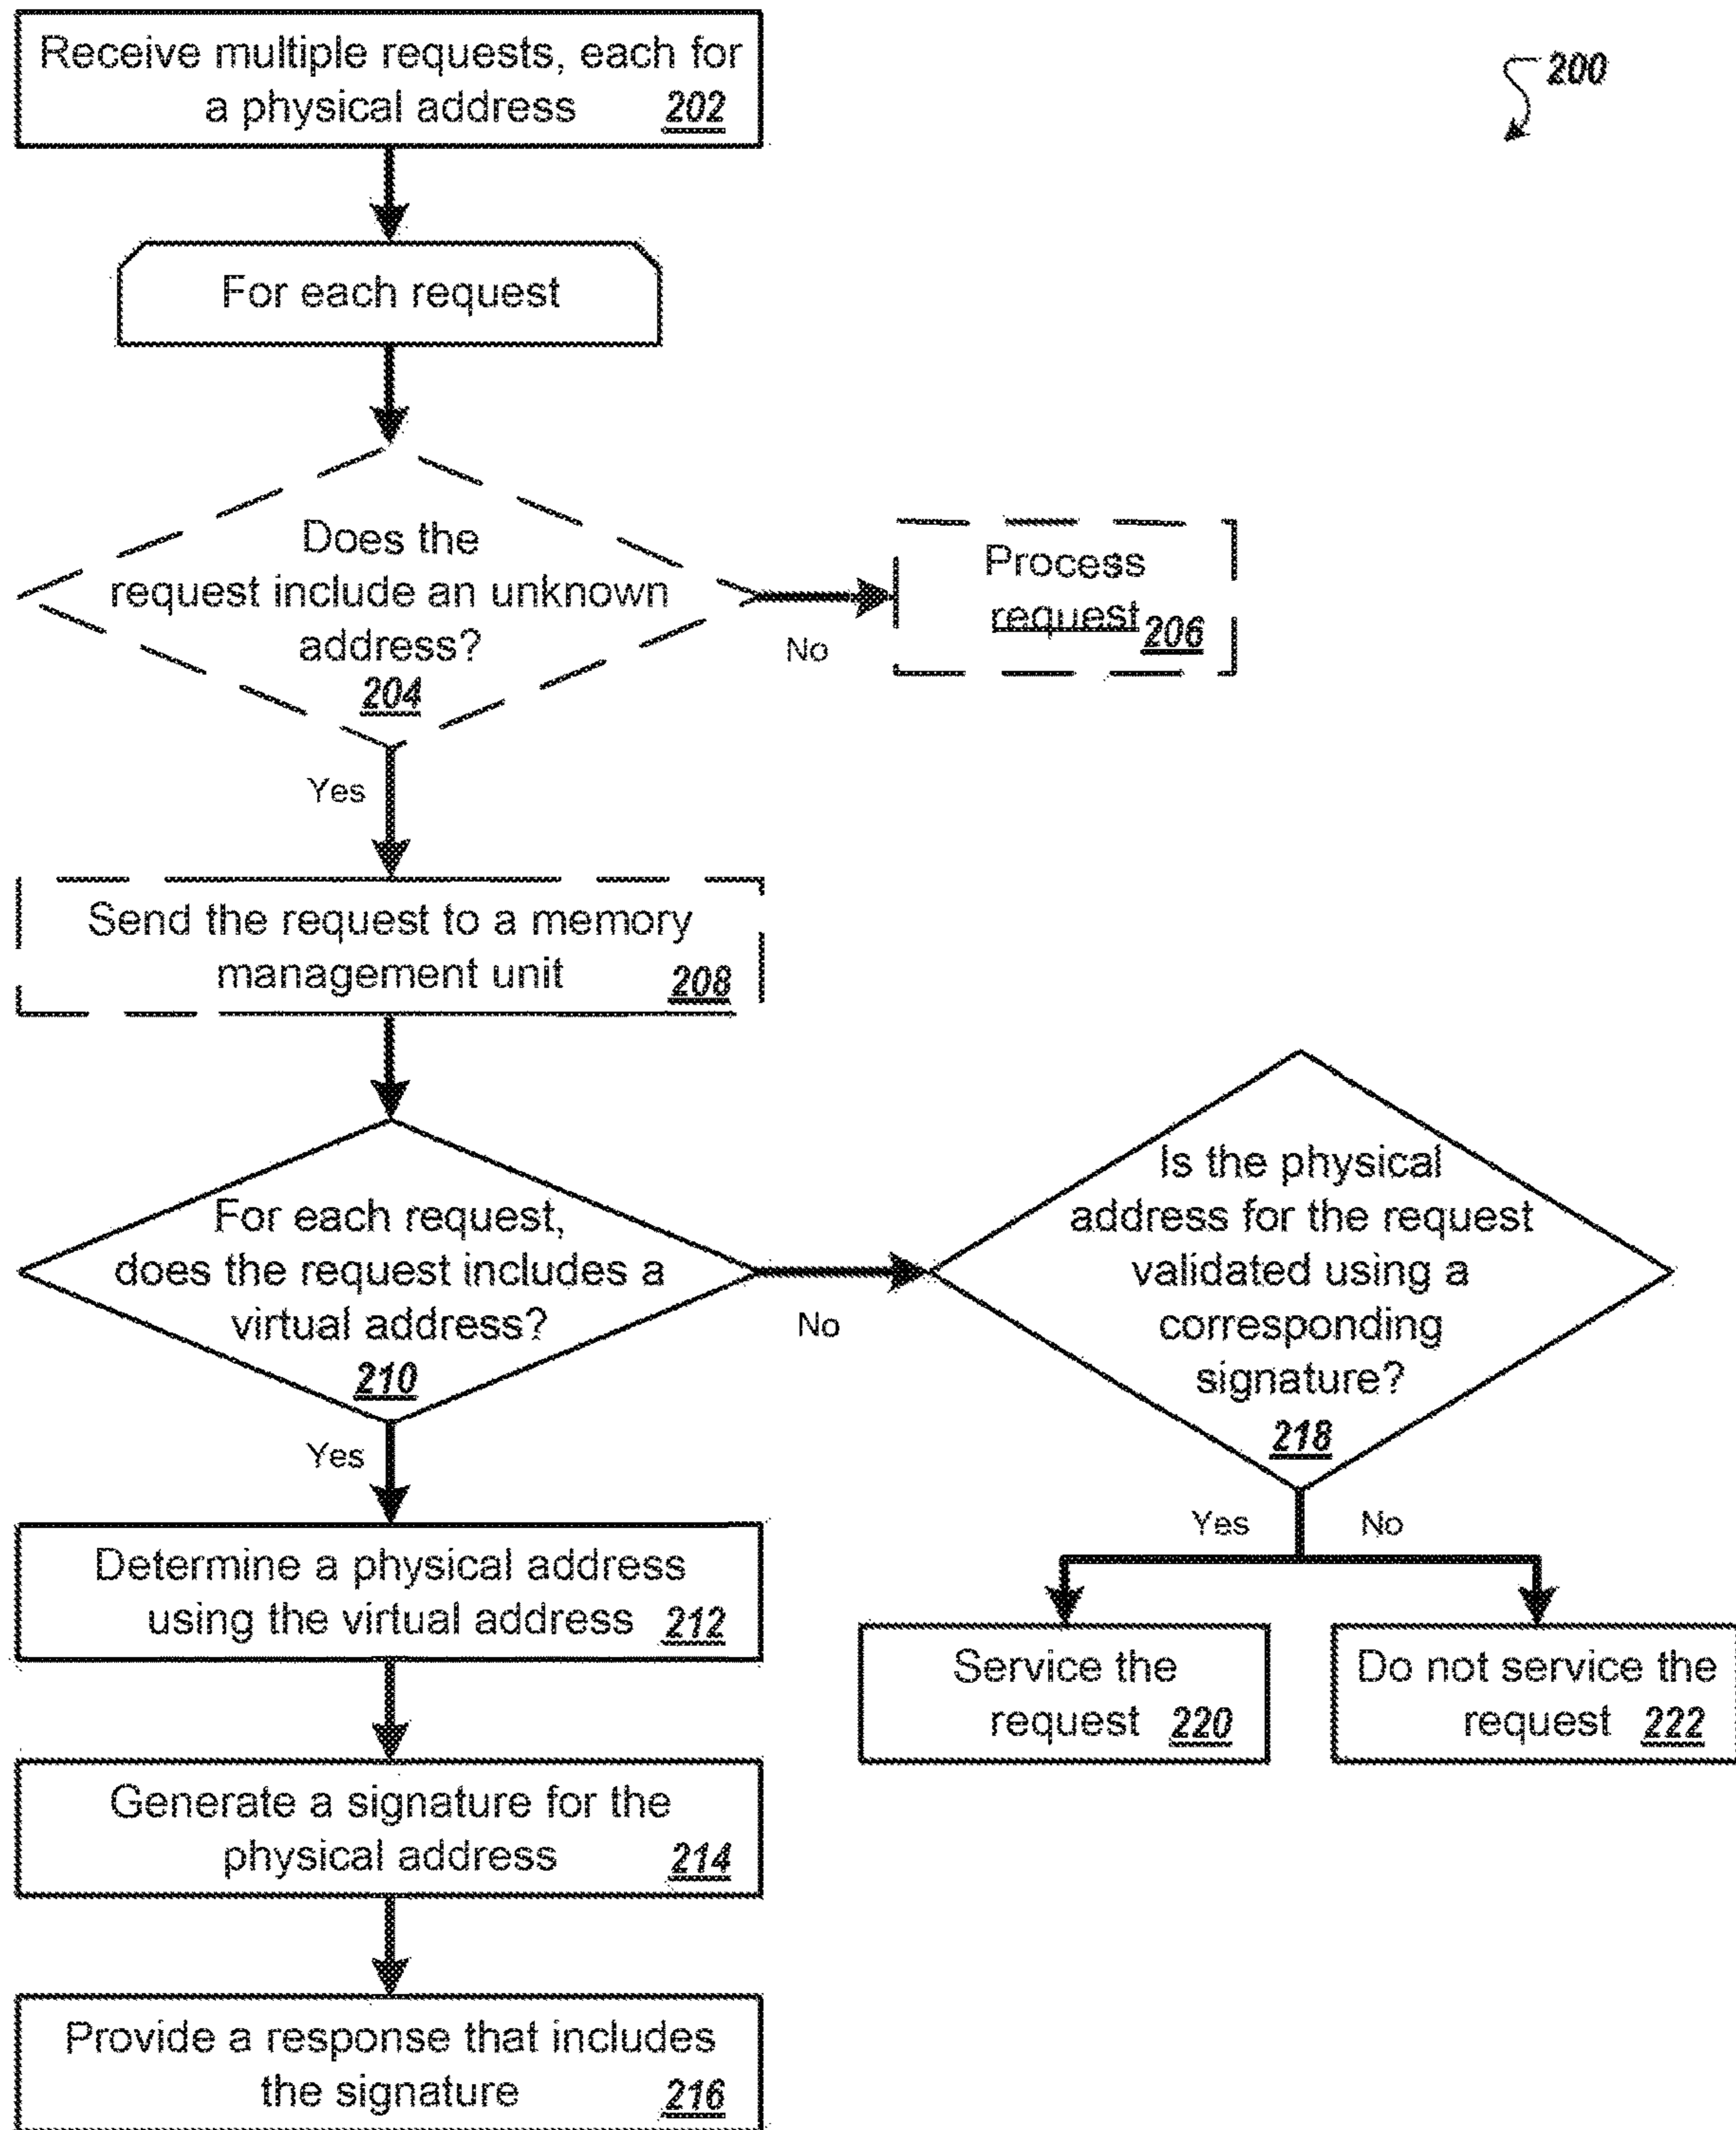 Receive multiple requests, each for
a physical address 202
200
For each request
Does the
request include an unknown
address?
204
No
Process
request 206
Yes
Send the request to a memory
management unit 208
For each request,
does the request includes a
virtual address?
210
No
Is the physical
address for the request
validated using a
corresponding
signature?
218
Yes
Yes No
Determine a physical address
using the virtual address 212
Service the
request 220
Do not service the
request 222
Generate a signature for the
physical address 214
Provide a response that includes
the signature 216